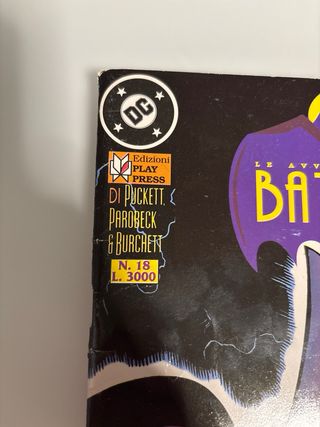 DC
Edizioni
PLAY
PRESS
DI PUCKETT,
PAROBECK
& BURCHETT
N. 18
L. 3000
LE AVV
BAT